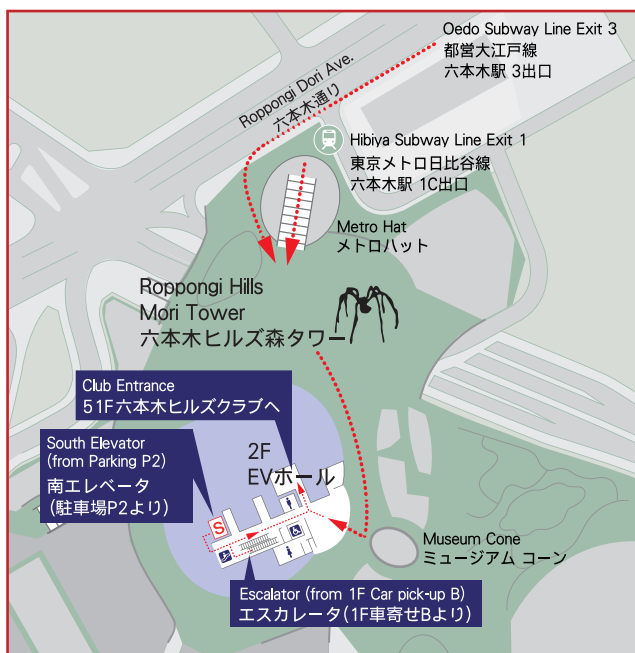 Oedo Subway Line Exit 3
都営大江戸線
六本木駅 3出口
Roppongi Dori Ave.
六本木通り
Hibiya Subway Line Exit 1
東京メトロ日比谷線
六本木駅 1C出口
Metro Hat
メトロハット
Roppongi Hills
Mori Tower
六本木ヒルズ森タワー
Club Entrance
51F六本木ヒルズクラブへ
South Elevator
(from Parking P2)
南エレベータ
(駐車場P2より)
2F
EVホール
S
Museum Cone
ミュージアム コーン
Escalator (from 1F Car pick-up B)
エスカレータ(1F車寄せBより)